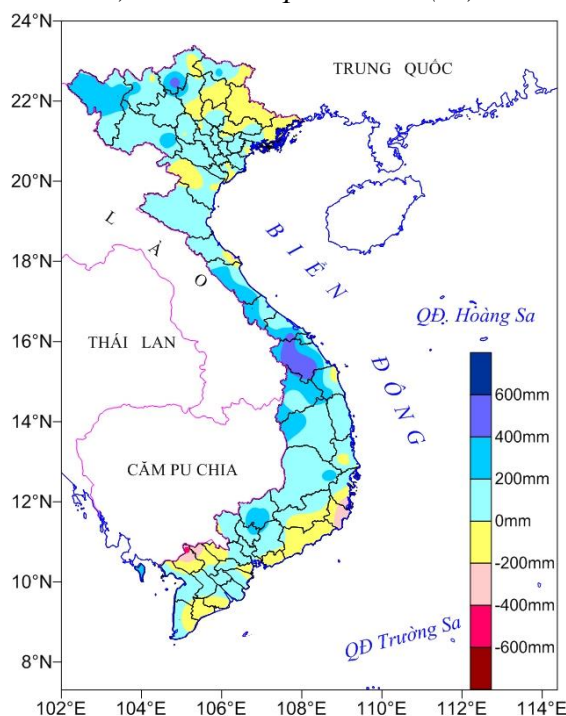 24°N
TRUNG QUỐC
22°N
20°N
LÀO
BIỂN ĐÔNG
18°N
QĐ. Hoàng Sa
THÁI LAN
16°N
600mm
400mm
14°N
200mm
CĂM PU CHIA
0mm
12°N
-200mm
-400mm
10°N
-600mm
QĐ Trường Sa
8°N
102°E 104°E 106°E 108°E 110°E 112°E 114°E